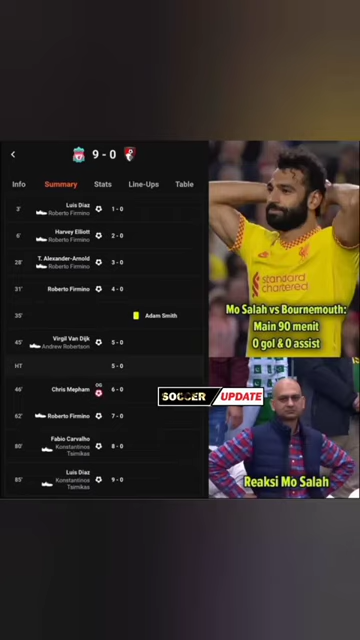 9 - 0
Info Summary Stats Line-Ups Table
3' Luis Díaz 1 - 0
Roberto Firmino
6' Harvey Elliott 2 - 0
Roberto Firmino
28' T. Alexander-Arnold 3 - 0
Roberto Firmino
31' Roberto Firmino 4 - 0
35' Adam Smith
45' Virgil Van Dijk 5 - 0
Andrew Robertson
HT 5 - 0
46' Chris Mepham OG 6 - 0
62' Roberto Firmino 7 - 0
80' Fabio Carvalho 8 - 0
Konstantinos
Tsimikas
85' Luis Díaz 9 - 0
Konstantinos
Tsimikas
SOCCER UPDATE
standard
chartered
Mo Salah vs Bournemouth:
Main 90 menit
0 gol & 0 assist
Reaksi Mo Salah